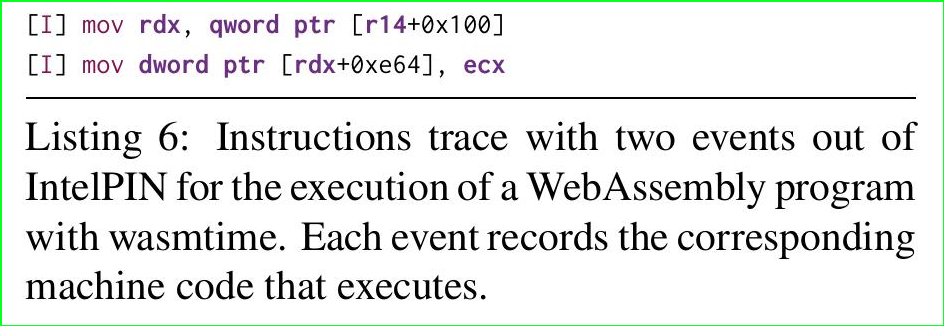 [I] mov rdx, qword ptr [r14+0x100]
[I] mov dword ptr [rdx+0xe64], ecx
Listing 6: Instructions trace with two events out of
IntelPIN for the execution of a WebAssembly program
with wasmtime. Each event records the corresponding
machine code that executes.